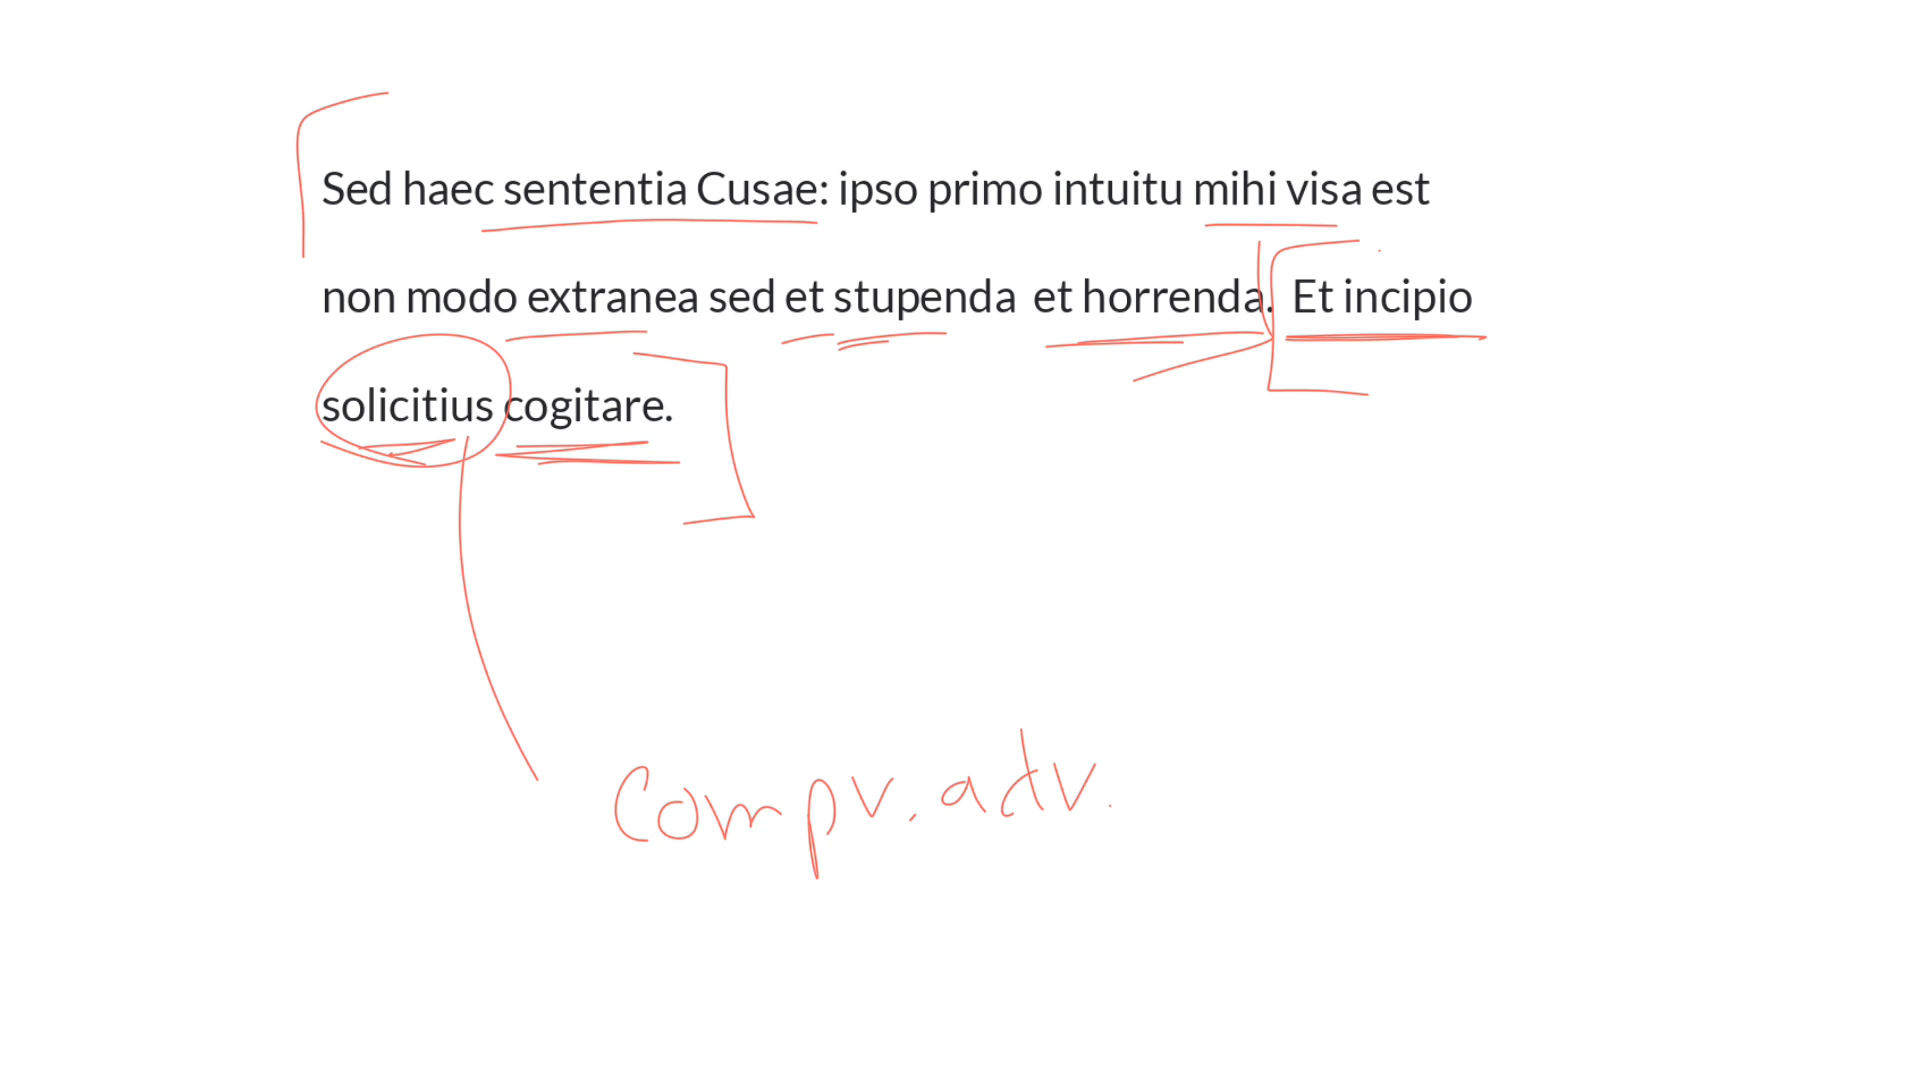 Sed haec sententia Cusae: ipso primo intuitu mihi visa est
non modo extranea sed et stupenda et horrenda. Et incipio
solicitius cogitare.
Compv. adv.